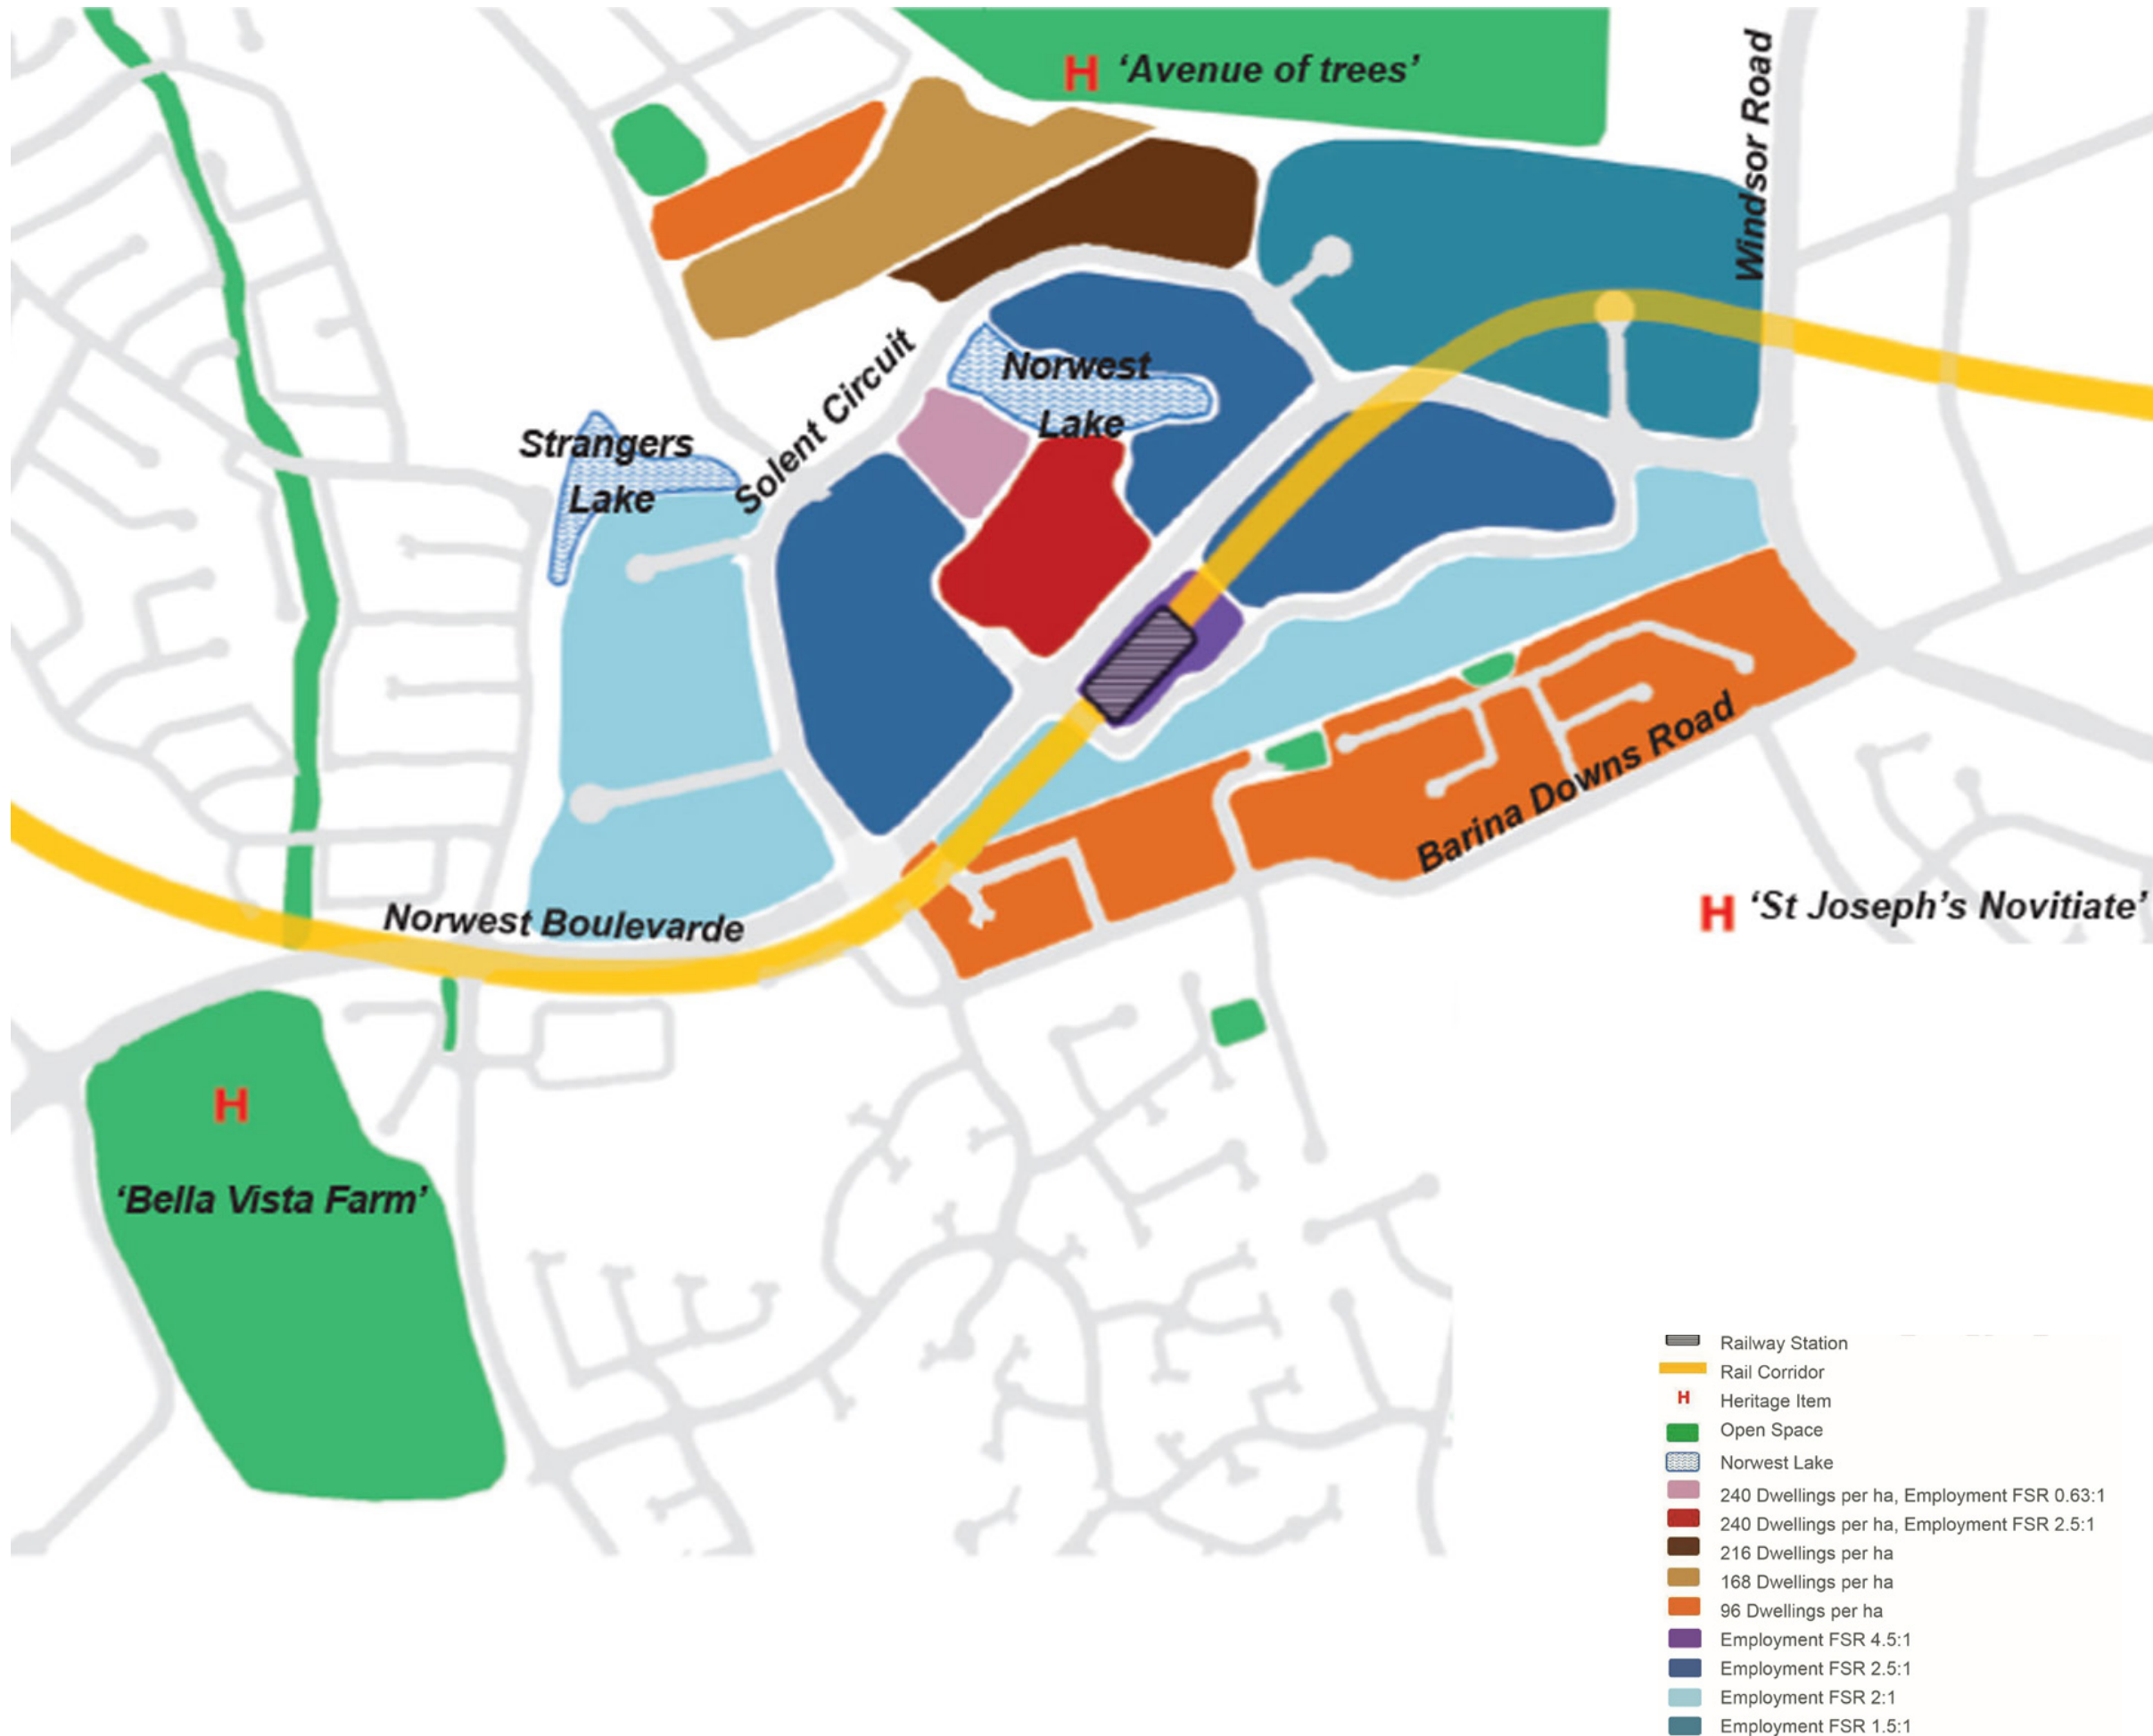 H 'Avenue of trees'
Windsor Road
Norwest
Lake
Solent Circuit
Strangers
Lake
Barina Downs Road
H 'St Joseph's Novitiate'
Norwest Boulevarde
H
'Bella Vista Farm'
Railway Station
Rail Corridor
H Heritage Item
Open Space
Norwest Lake
240 Dwellings per ha, Employment FSR 0.63:1
240 Dwellings per ha, Employment FSR 2.5:1
216 Dwellings per ha
168 Dwellings per ha
96 Dwellings per ha
Employment FSR 4.5:1
Employment FSR 2.5:1
Employment FSR 2:1
Employment FSR 1.5:1